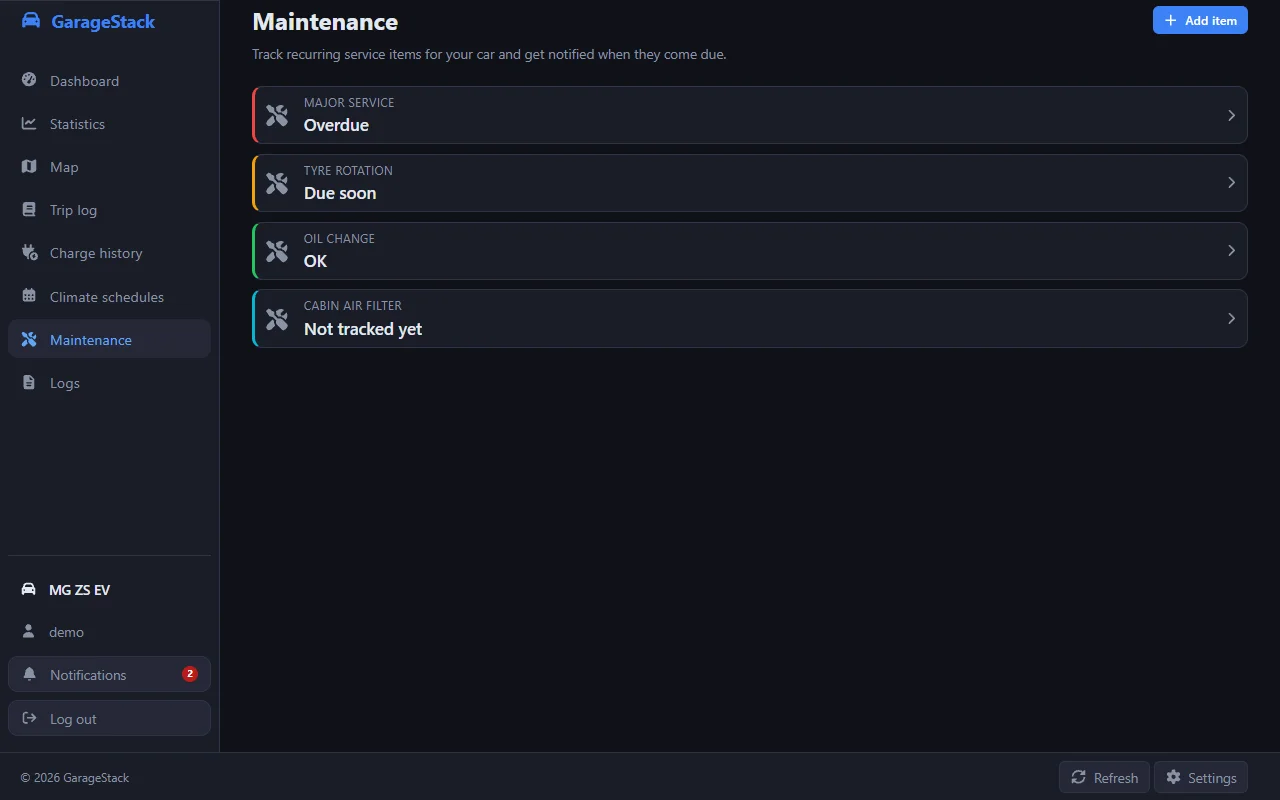 GarageStack
Dashboard
Statistics
Map
Trip log
Charge history
Climate schedules
Maintenance
Logs
MG ZS EV
demo
Notifications 2
Log out
Maintenance
Add item
Track recurring service items for your car and get notified when they come due.
MAJOR SERVICE
Overdue
TYRE ROTATION
Due soon
OIL CHANGE
OK
CABIN AIR FILTER
Not tracked yet
© 2026 GarageStack
Refresh
Settings